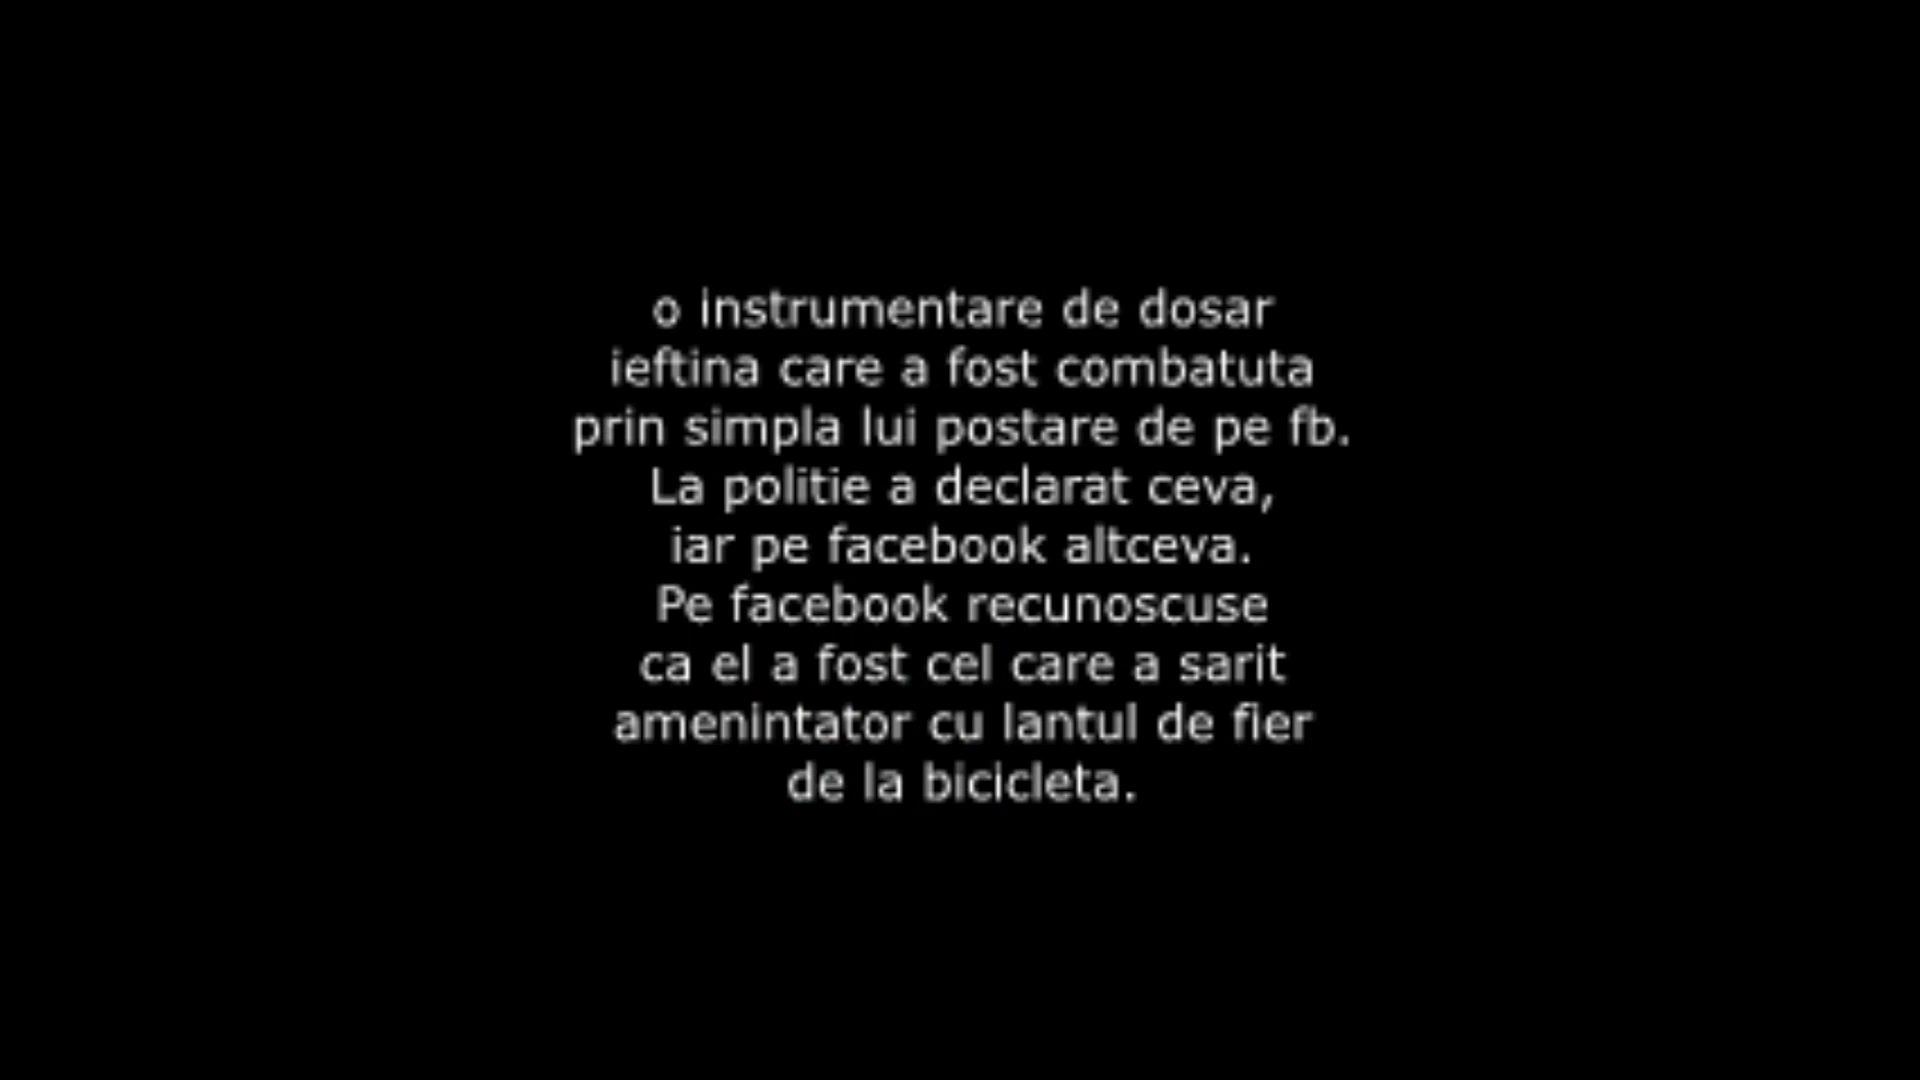 o instrumentare de dosar
ieftina care a fost combatuta
prin simpla lui postare de pe fb.
La politie a declarat ceva,
iar pe facebook altceva.
Pe facebook recunoscuse
ca el a fost cel care a sarit
amenintator cu lantul de fier
de la bicicleta.